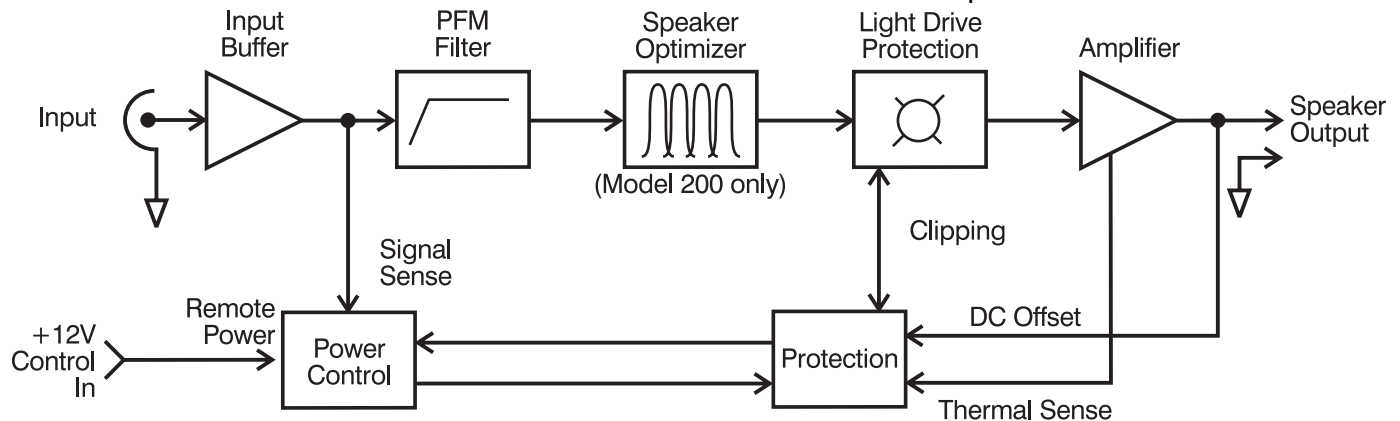 Input
Buffer
PFM
Filter
Speaker
Optimizer
Light Drive
Protection
Amplifier
Input
Speaker
Output
(Model 200 only)
Clipping
Signal
Sense
Remote
Power
+12V
Control
In
Power
Control
Protection
DC Offset
Thermal Sense